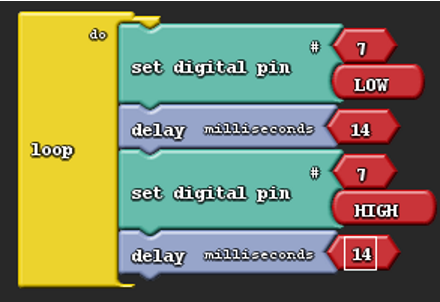 do
set digital pin # 7
LOW
delay milliseconds 14
loop
set digital pin # 7
HIGH
delay milliseconds 14